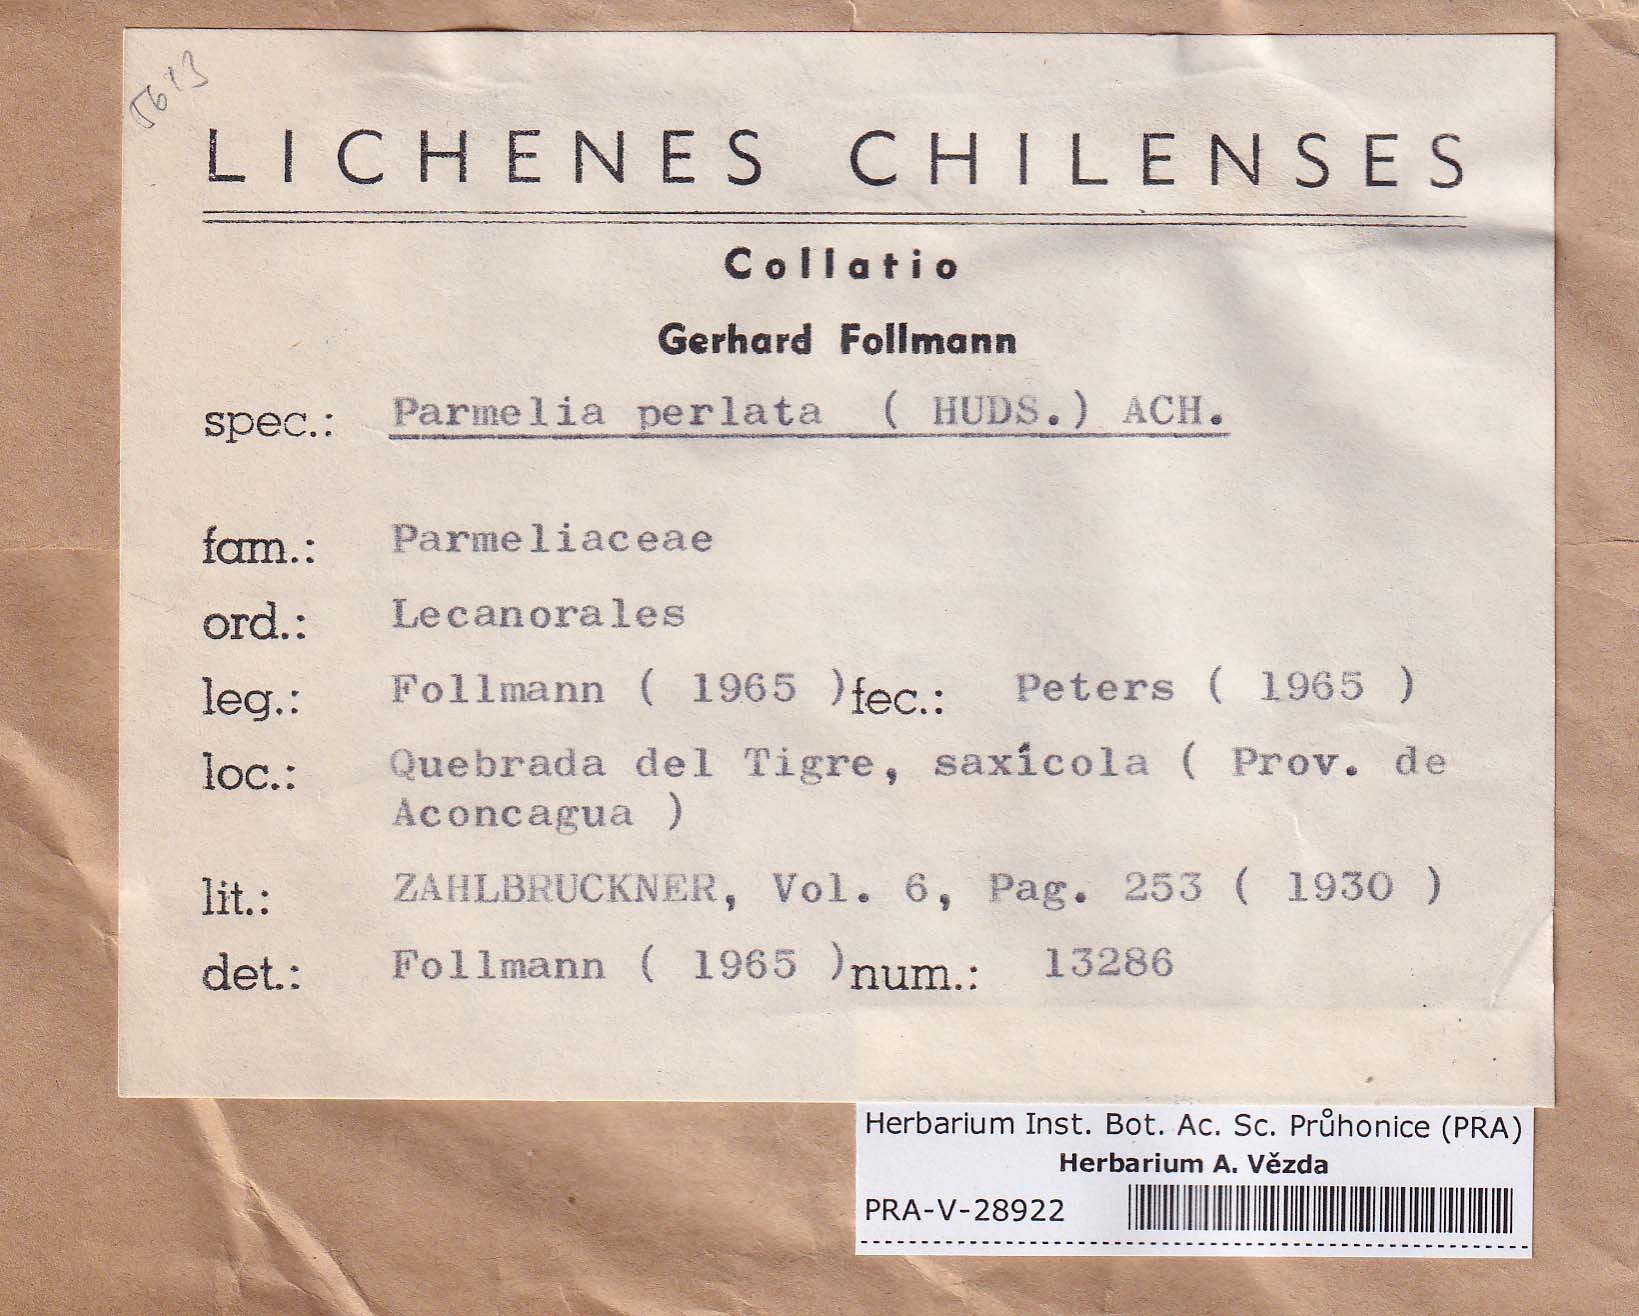 5613
LICHENES CHILENSES
Collatio
Gerhard Follmann
spec.: Parmelia perlata ( HUDS.) ACH.
fam.: Parmeliaceae
ord.: Lecanorales
leg.: Follmann ( 1965 ) fec.: Peters ( 1965 )
loc.: Quebrada del Tigre, saxícola ( Prov. de
Aconcagua )
lit.: ZAHLBRUCKNER, Vol. 6, Pag. 253 ( 1930 )
det.: Follmann ( 1965 ) num.: 13286
Herbarium Inst. Bot. Ac. Sc. Průhonice (PRA)
Herbarium A. Vězda
PRA-V-28922